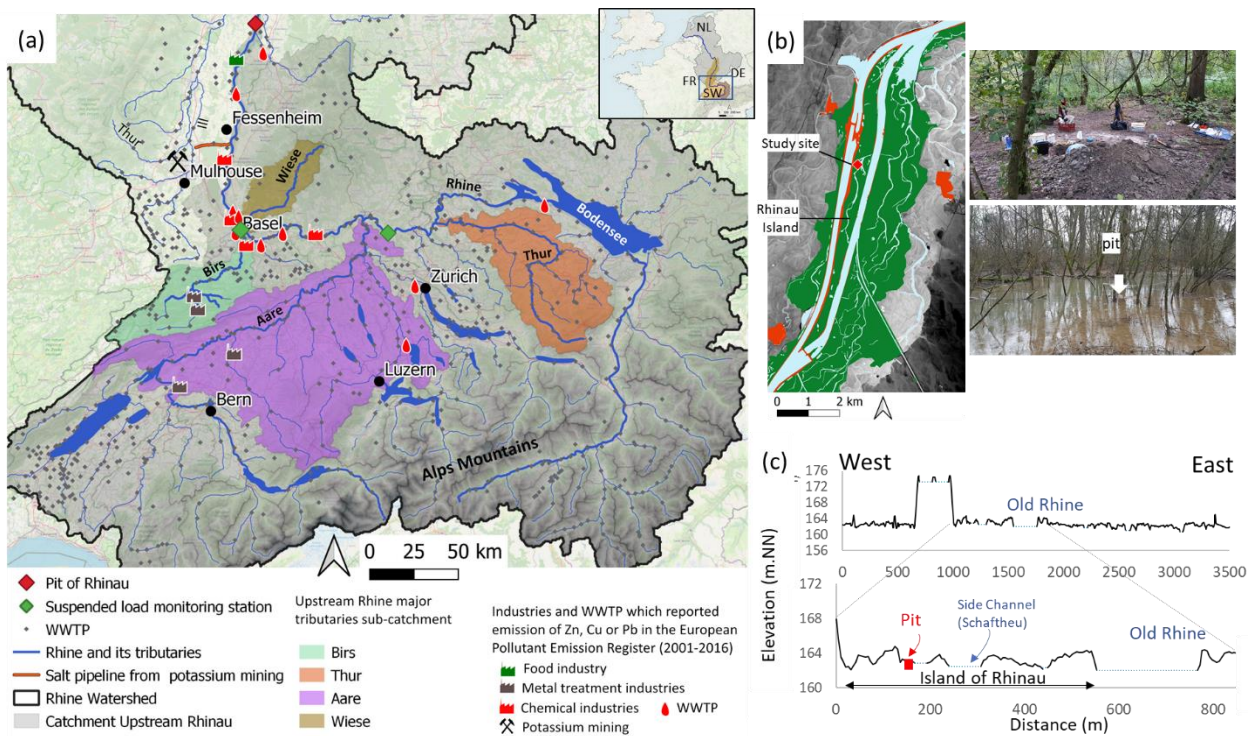 (a)
NL
FR
DE
SW
Thur
Fessenheim
Mulhouse
Wiese
Rhine
Basel
Bodensee
Birs
Thur
Zurich
Aare
Luzern
Bern
Alps Mountains
0 25 50 km
Pit of Rhinau
Suspended load monitoring station
WWTP
Rhine and its tributaries
Salt pipeline from potassium mining
Rhine Watershed
Catchment Upstream Rhinau
Upstream Rhine major
tributaries sub-catchment
Birs
Thur
Aare
Wiese
Industries and WWTP which reported
emission of Zn, Cu or Pb in the European
Pollutant Emission Register (2001-2016)
Food industry
Metal treatment industries
Chemical industries WWTP
Potassium mining
(b)
Study site
Rhinau
Island
0 1 2 km
pit
(c)
West East
Old Rhine
176
172
168
164
160
156
0 500 1000 1500 2000 2500 3000 3500
Elevation (m.NN)
172
168
164
160
Pit
Side Channel
(Schaftheu)
Old Rhine
Island of Rhinau
0 200 400 600 800
Distance (m)